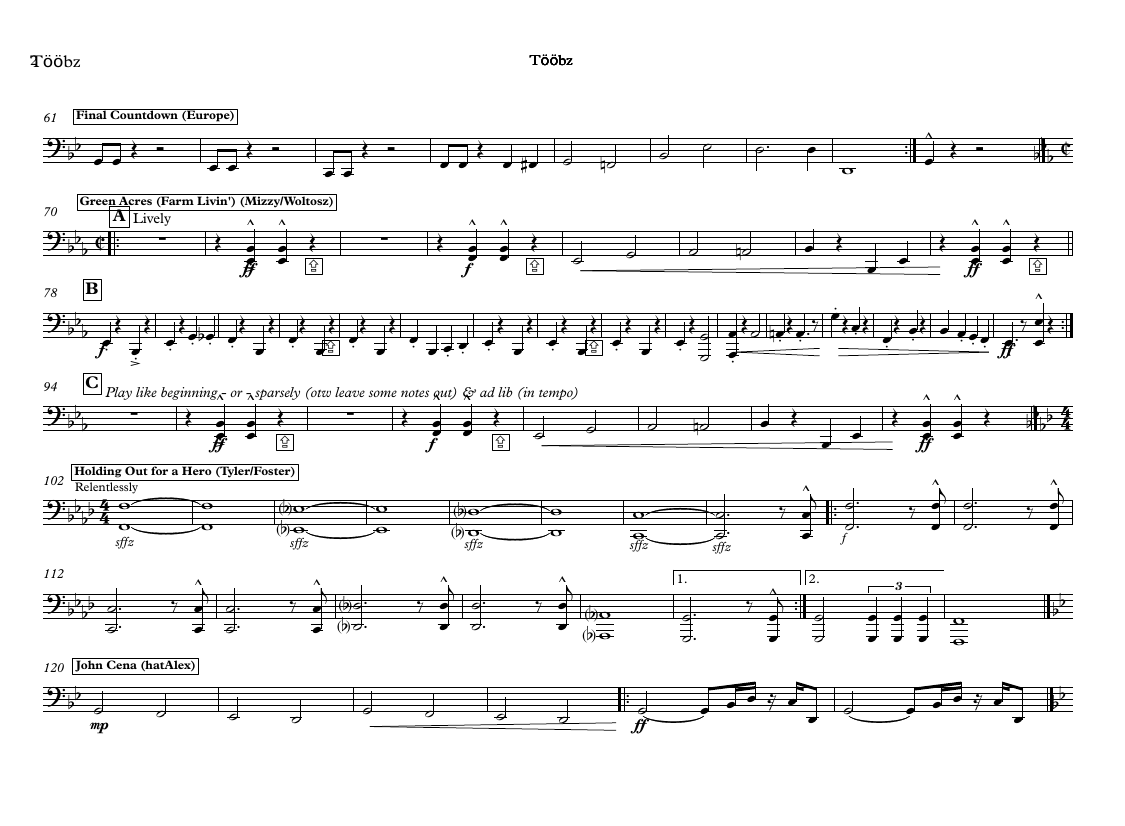 Tööbz
Tööbz
61 Final Countdown (Europe)
Green Acres (Farm Livin') (Mizzy/Woltosz)
70 A Lively
ff f ff
78 B
f ff
94 C Play like beginning - or - sparsely (otw leave some notes out) & ad lib (in tempo)
ff f ff
Holding Out for a Hero (Tyler/Foster)
102 Relentlessly
4 4
sffz sffz sffz sffz sffz f
112 1. 2. 3
120 John Cena (hatAlex)
mp ff